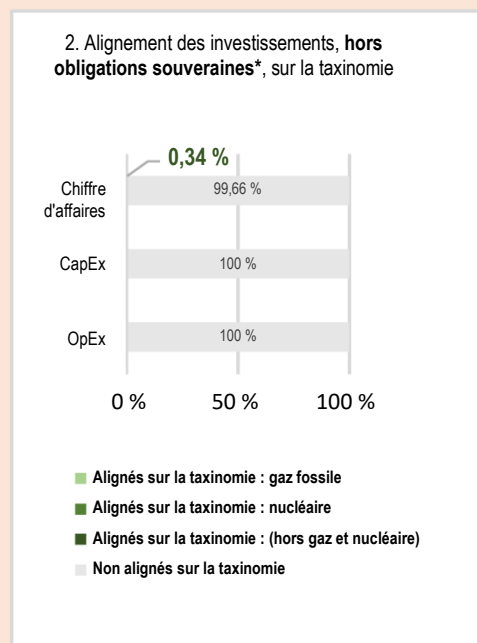 2. Alignement des investissements, hors
obligations souveraines*, sur la taxinomie
0,34 %
Chiffre
d'affaires
99,66 %
CapEx
100 %
OpEx
100 %
0 %
50 %
100 %
Alignés sur la taxinomie : gaz fossile
Alignés sur la taxinomie : nucléaire
Alignés sur la taxinomie : (hors gaz et nucléaire)
Non alignés sur la taxinomie